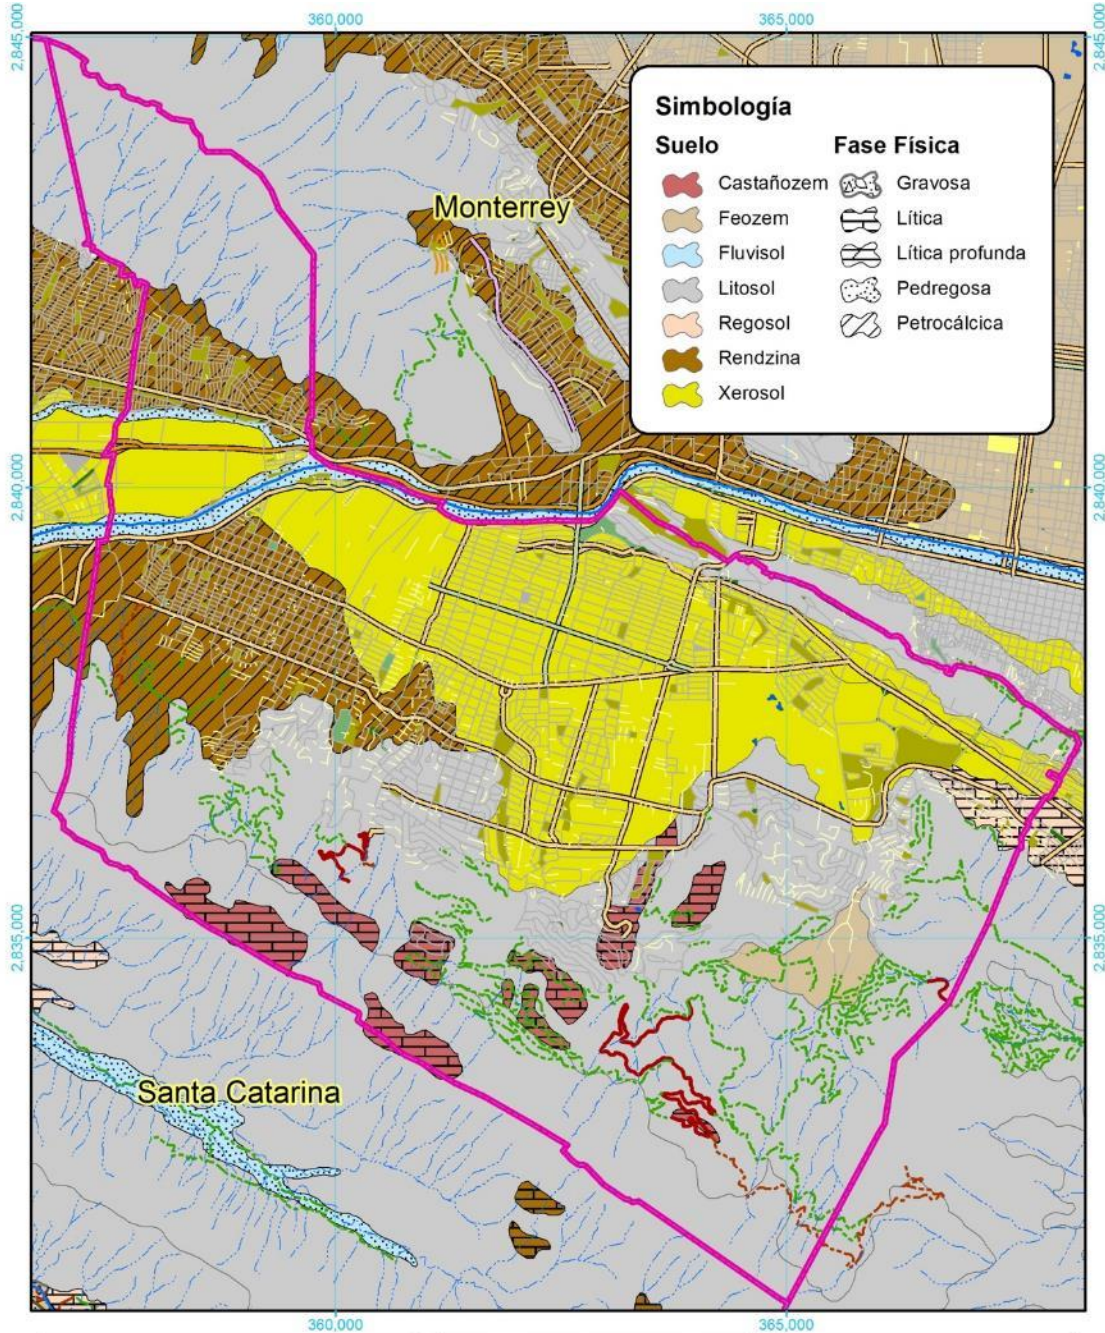 360,000
365,000
2,845,000
2,845,000
Simbología
Suelo
Fase Física
Castañozem
Gravosa
Feozem
Lítica
Fluvisol
Lítica profunda
Litosol
Pedregosa
Regosol
Petrocálcica
Rendzina
Xerosol
Monterrey
2,840,000
2,840,000
2,835,000
2,835,000
Santa Catarina
360,000
365,000